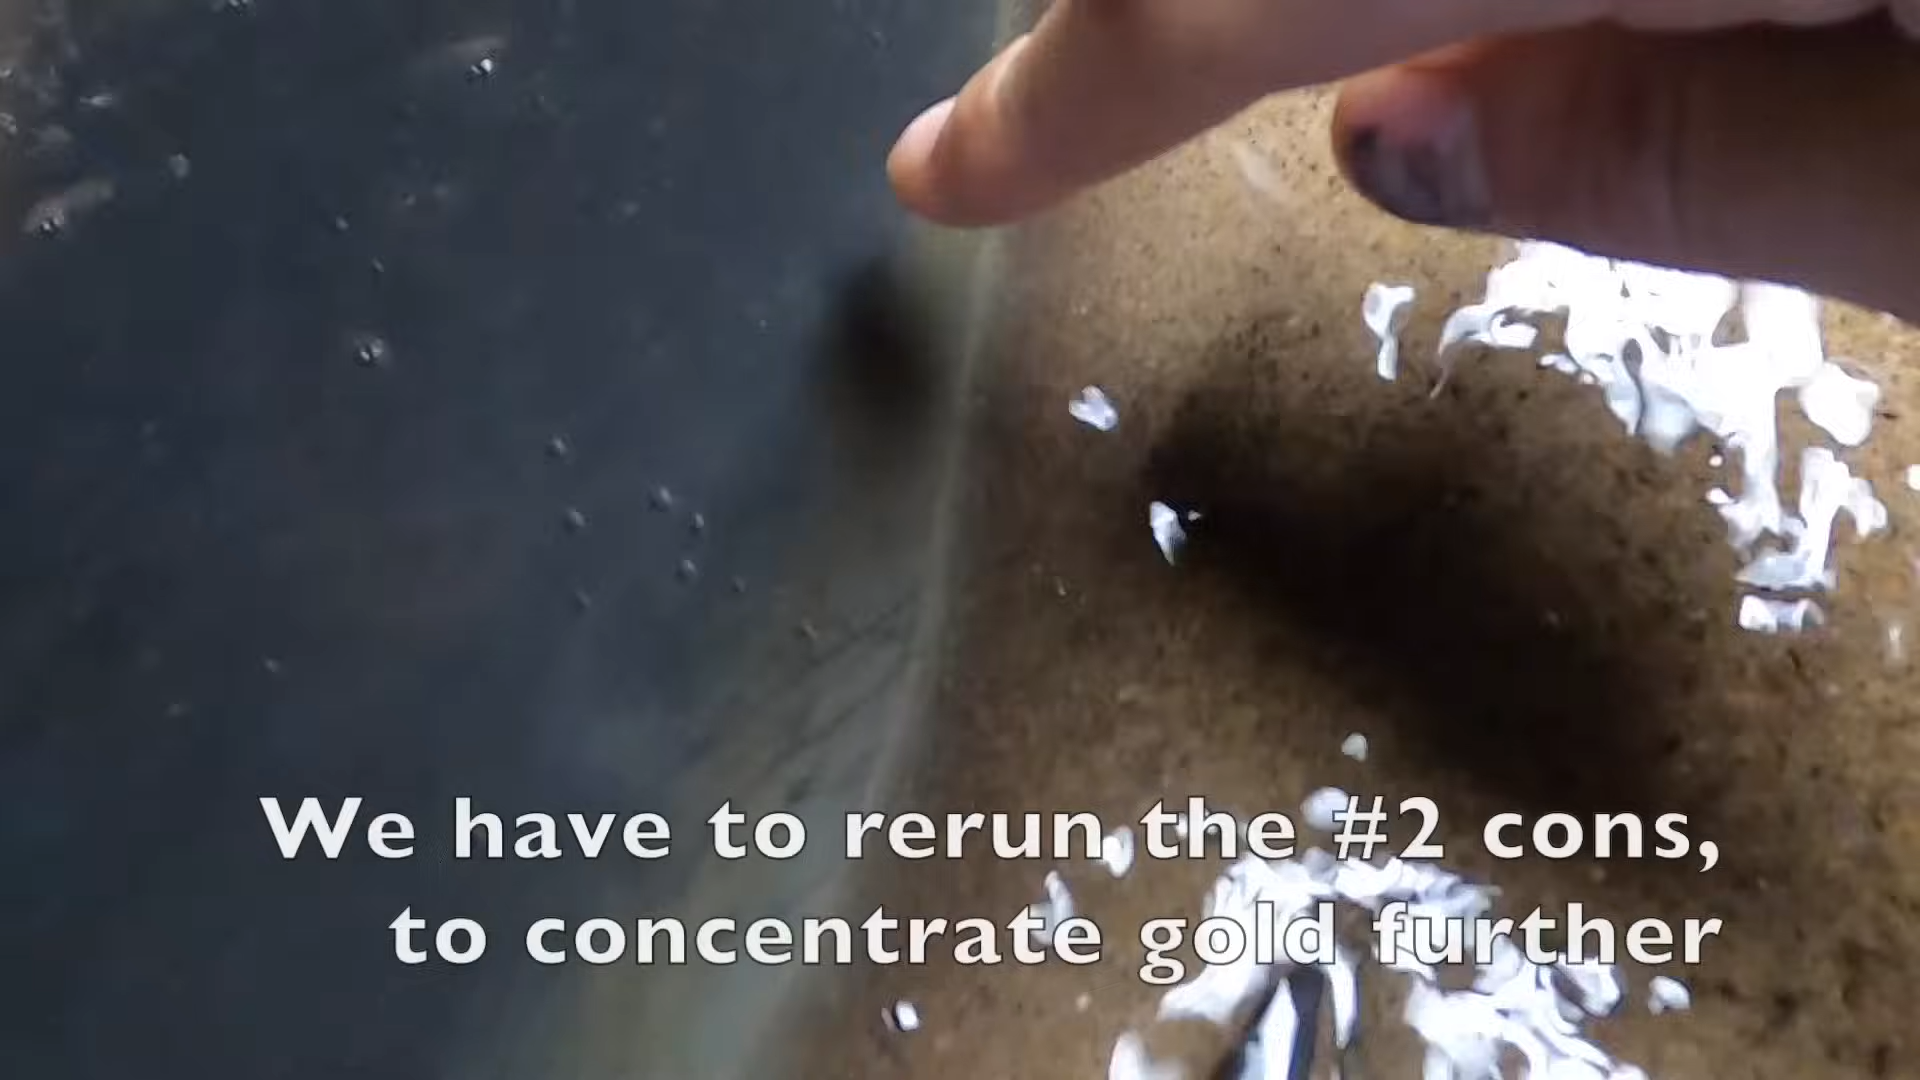 We have to rerun the #2 cons,
to concentrate gold further